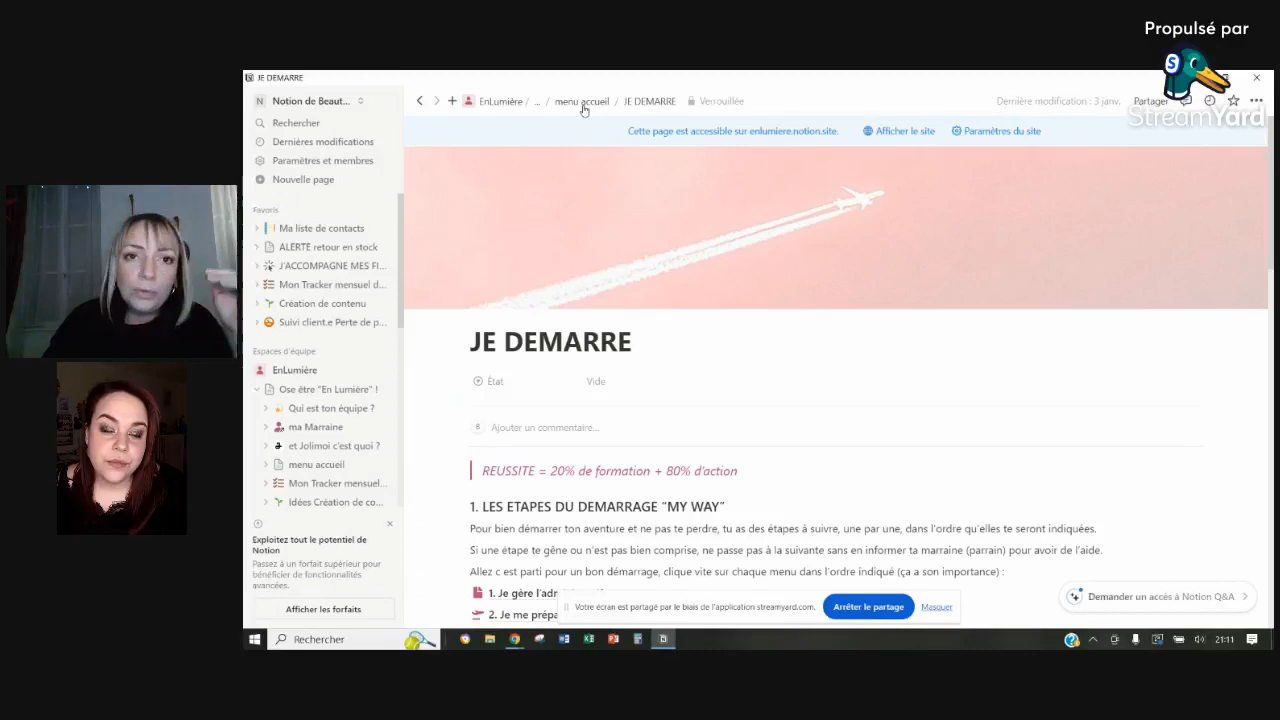 Propulsé par
StreamYard
JE DEMARRE
N Notion de Beaut...
EnLumière / ... / menu accueil / JE DEMARRE Verrouillée
Dernière modification : 3 janv. Partager
Cette page est accessible sur enlumiere.notion.site. Afficher le site Paramètres du site
Rechercher
Dernières modifications
Paramètres et membres
Nouvelle page
Favoris
Ma liste de contacts
ALERTE retour en stock
J'ACCOMPAGNE MES FI...
Mon Tracker mensuel d...
Création de contenu
Suivi client.e Perte de p...
Espaces d'équipe
EnLumière
Ose être "En Lumière" !
Qui est ton équipe ?
ma Marraine
et Jolimoi c'est quoi ?
menu accueil
Mon Tracker mensuel...
Idées Création de co...
Exploitez tout le potentiel de
Notion
Passez à un forfait supérieur pour
bénéficier de fonctionnalités
avancées.
Afficher les forfaits
JE DEMARRE
État Vide
B Ajouter un commentaire...
REUSSITE = 20% de formation + 80% d'action
1. LES ETAPES DU DEMARRAGE "MY WAY"
Pour bien démarrer ton aventure et ne pas te perdre, tu as des étapes à suivre, une par une, dans l'ordre qu'elles te seront indiquées.
Si une étape te gêne ou n'est pas bien comprise, ne passe pas à la suivante sans en informer ta marraine (parrain) pour avoir de l'aide.
Allez c est parti pour un bon démarrage, clique vite sur chaque menu dans l'ordre indiqué (ça a son importance) :
1. Je gère l'adr
2. Je me prépa
Votre écran est partagé par le biais de l'application streamyard.com. Arrêter le partage Masquer
Demander un accès à Notion Q&A
Rechercher
21:11